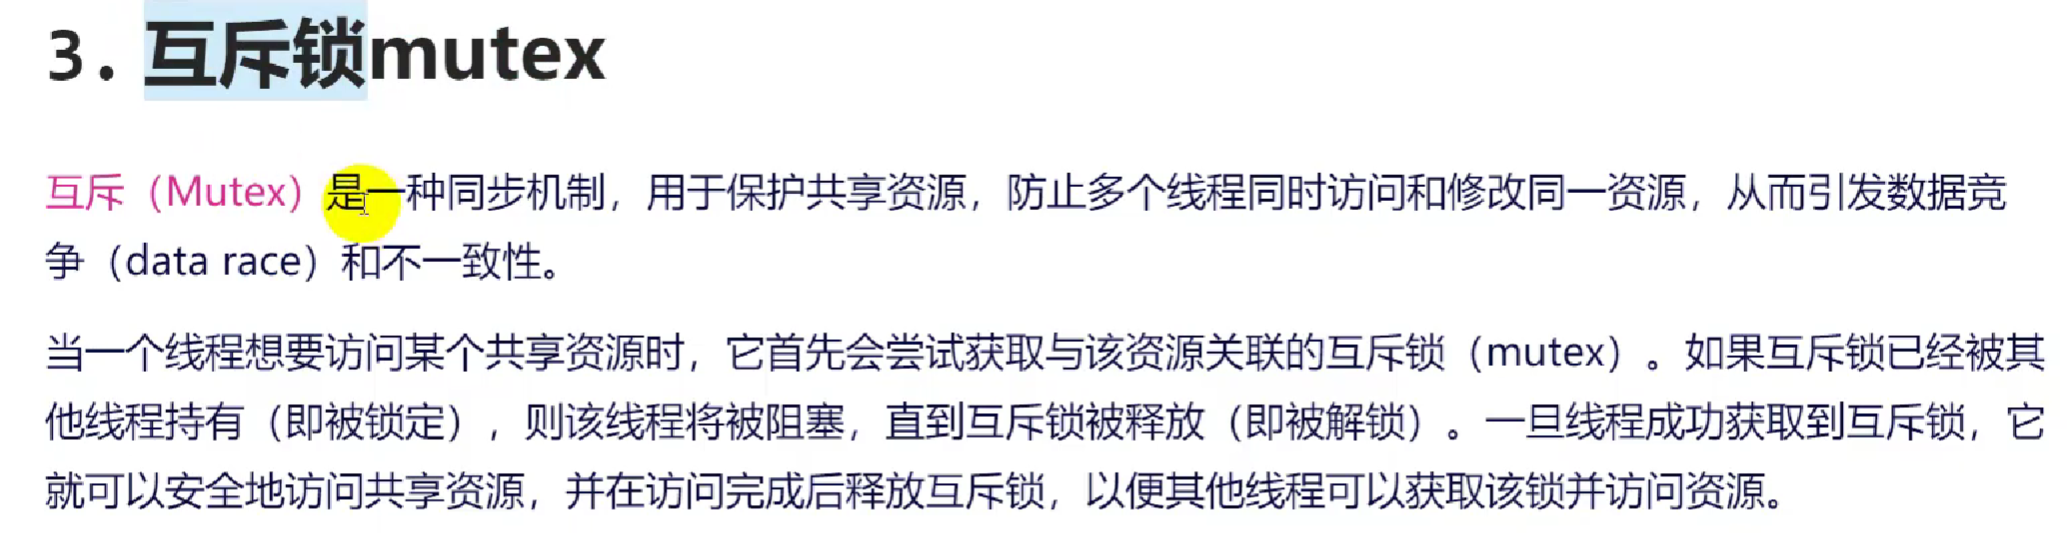 3. 互斥锁mutex
互斥（Mutex）是一种同步机制，用于保护共享资源，防止多个线程同时访问和修改同一资源，从而引发数据竞
争（data race）和不一致性。
当一个线程想要访问某个共享资源时，它首先会尝试获取与该资源关联的互斥锁（mutex）。如果互斥锁已经被其
他线程持有（即被锁定），则该线程将被阻塞，直到互斥锁被释放（即被解锁）。一旦线程成功获取到互斥锁，它
就可以安全地访问共享资源，并在访问完成后释放互斥锁，以便其他线程可以获取该锁并访问资源。